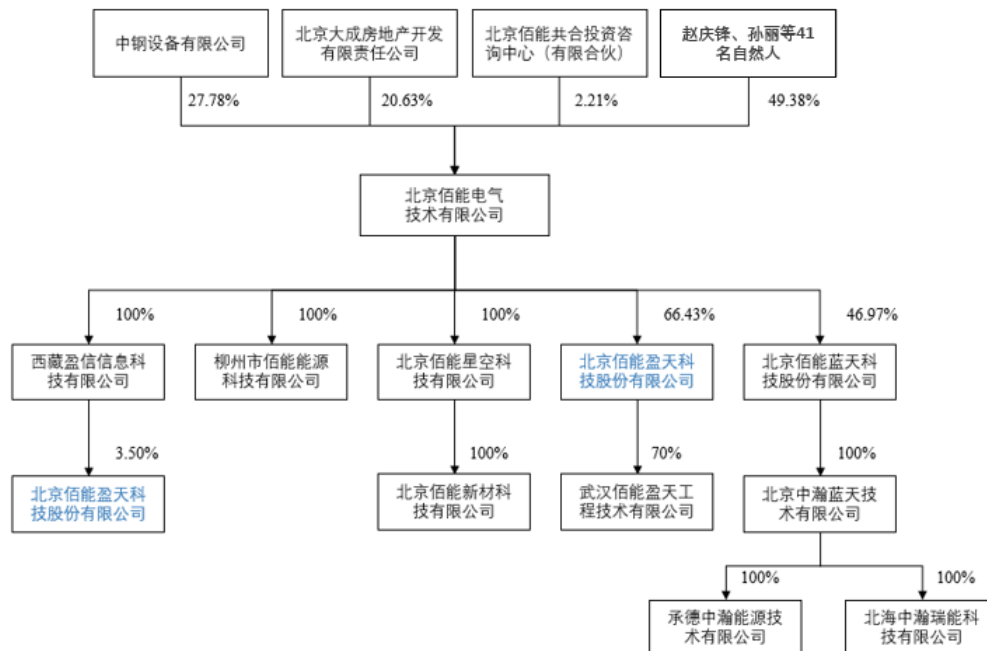 中钢设备有限公司
北京大成房地产开发
有限责任公司
北京佰能共合投资咨
询中心（有限合伙）
赵庆锋、孙丽等41
名自然人
27.78%
20.63%
2.21%
49.38%
北京佰能电气
技术有限公司
100%
100%
100%
66.43%
46.97%
西藏盈信信息科
技有限公司
柳州市佰能能源
科技有限公司
北京佰能星空科
技有限公司
北京佰能盈天科
技股份有限公司
北京佰能蓝天科
技股份有限公司
3.50%
100%
70%
100%
北京佰能盈天科
技股份有限公司
北京佰能新材科
技有限公司
武汉佰能盈天工
程技术有限公司
北京中瀚蓝天技
术有限公司
100%
100%
承德中瀚能源技
术有限公司
北海中瀚瑞能科
技有限公司